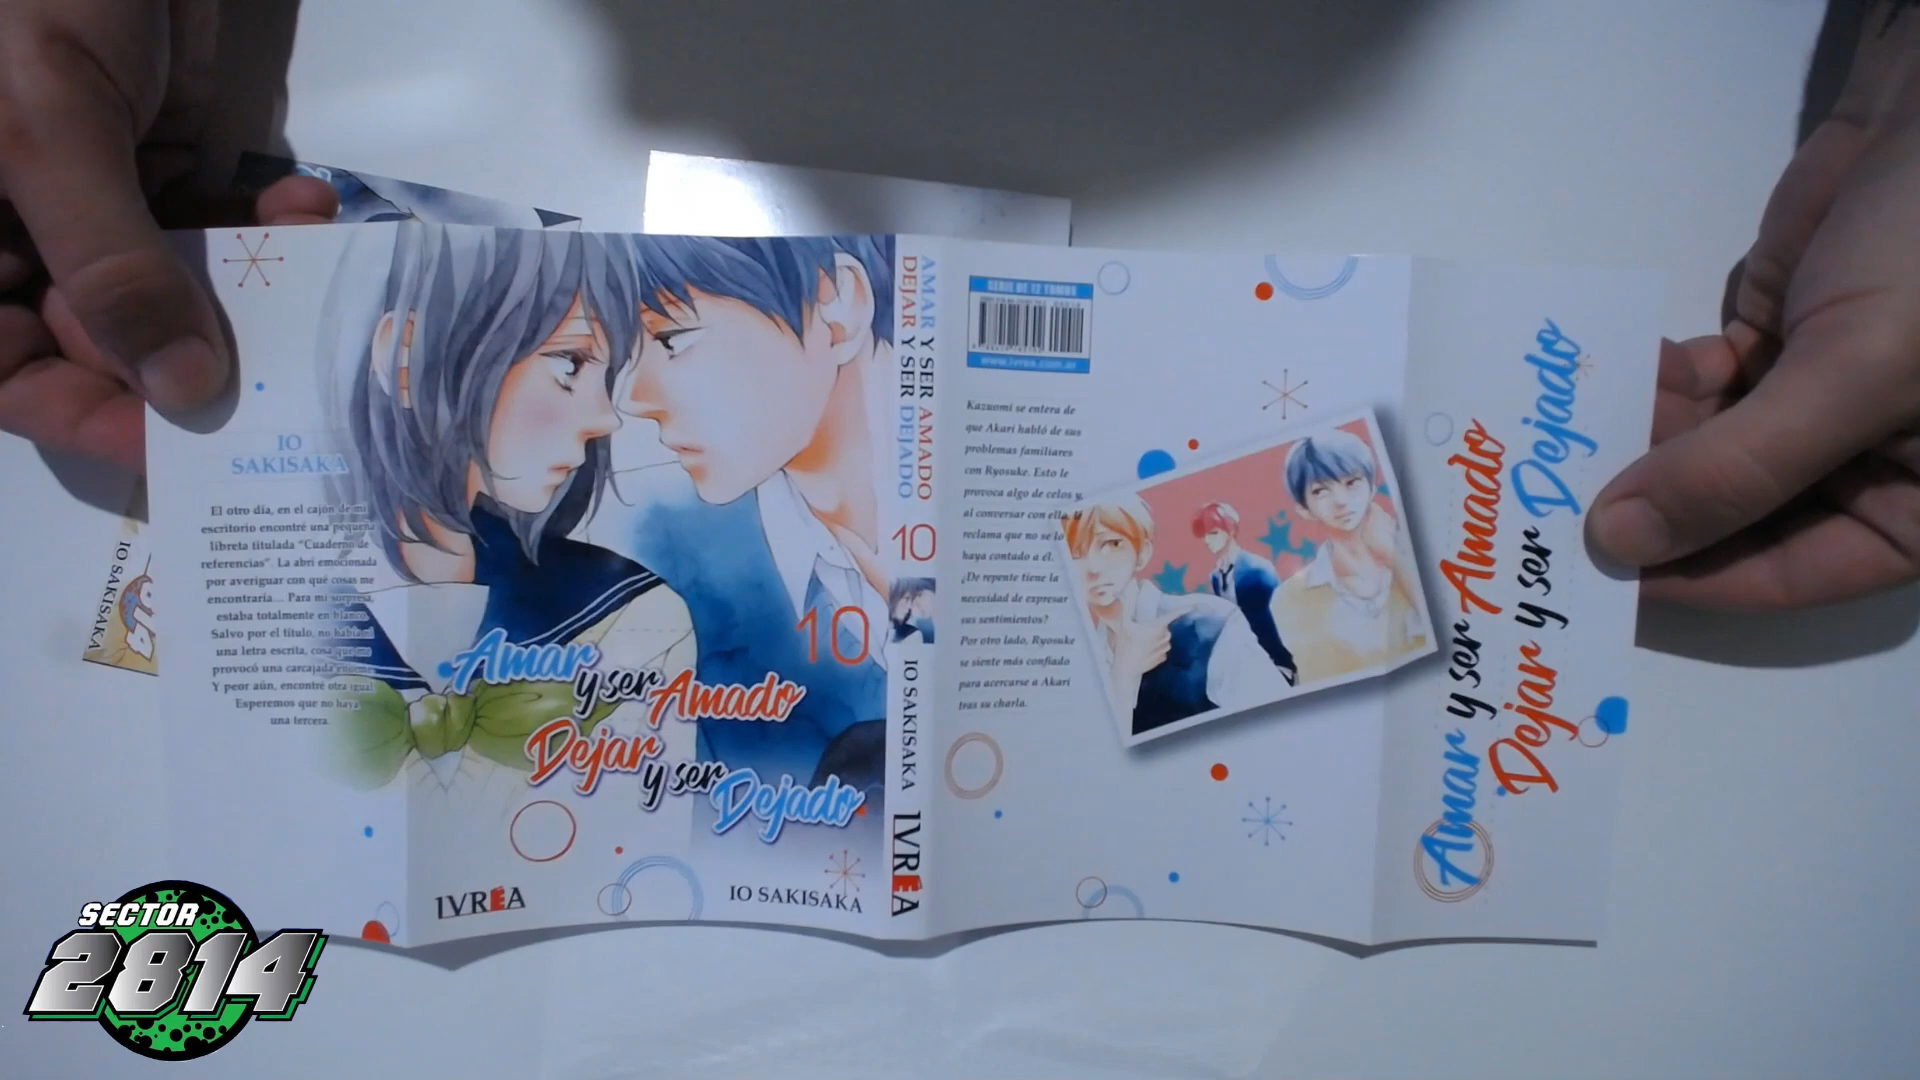 IO
SAKISAKA
El otro día, en el cajón de mi
escritorio encontré una pequeña
libreta titulada "Cuaderno de
referencias". La abrí emocionada
por averiguar con qué cosas me
encontraría... Para mi sorpresa,
estaba totalmente en blanco.
Salvo por el título, no había ni
una letra escrita, cosa que me
provocó una carcajada enorme.
Y peor aún, encontré otra igual.
Esperemos que no haya
una tercera.
10
Amar
y ser Amado
Dejar
y ser Dejado
IVREA
IO SAKISAKA
AMAR Y SER AMADO
DEJAR Y SER DEJADO
10
IO SAKISAKA
IVREA
SERIE DE 12 TOMOS
www.ivrea.com.ar
Kazuomi se entera de
que Akari habló de sus
problemas familiares
con Ryosuke. Esto le
provoca algo de celos y,
al conversar con ella, le
reclama que no se lo
haya contado a él.
¿De repente tiene la
necesidad de expresar
sus sentimientos?
Por otro lado, Ryosuke
se siente más confiado
para acercarse a Akari
tras su charla.
Amar y ser Amado
Dejar y ser Dejado
IO SAKISAKA
SECTOR
2814